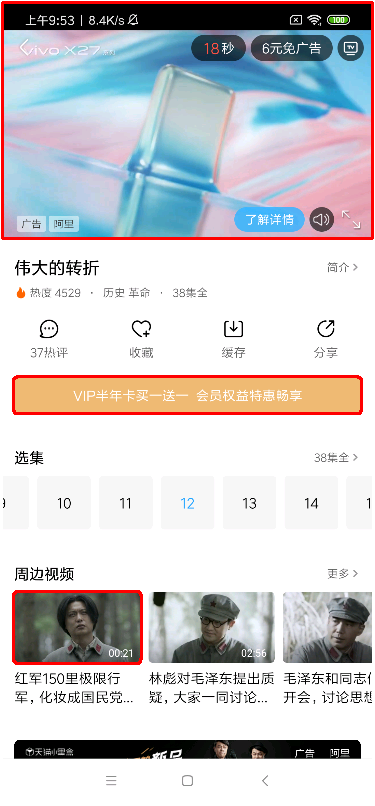 上午9:53 | 8.4K/s
100
vivo X27
18秒
6元免广告
TV
广告 阿里
了解详情
伟大的转折
简介 >
热度 4529 · 历史 革命 · 38集全
37热评
收藏
缓存
分享
VIP半年卡买一送一 会员权益特惠畅享
选集
38集全 >
9 10 11 12 13 14 1
周边视频
更多 >
00:21
02:56
红军150里极限行
军，化妆成国民党...
林彪对毛泽东提出质
疑，大家一同讨论...
毛泽东和同志
开会，讨论思想
天猫小黑盒
新品
广告 阿里